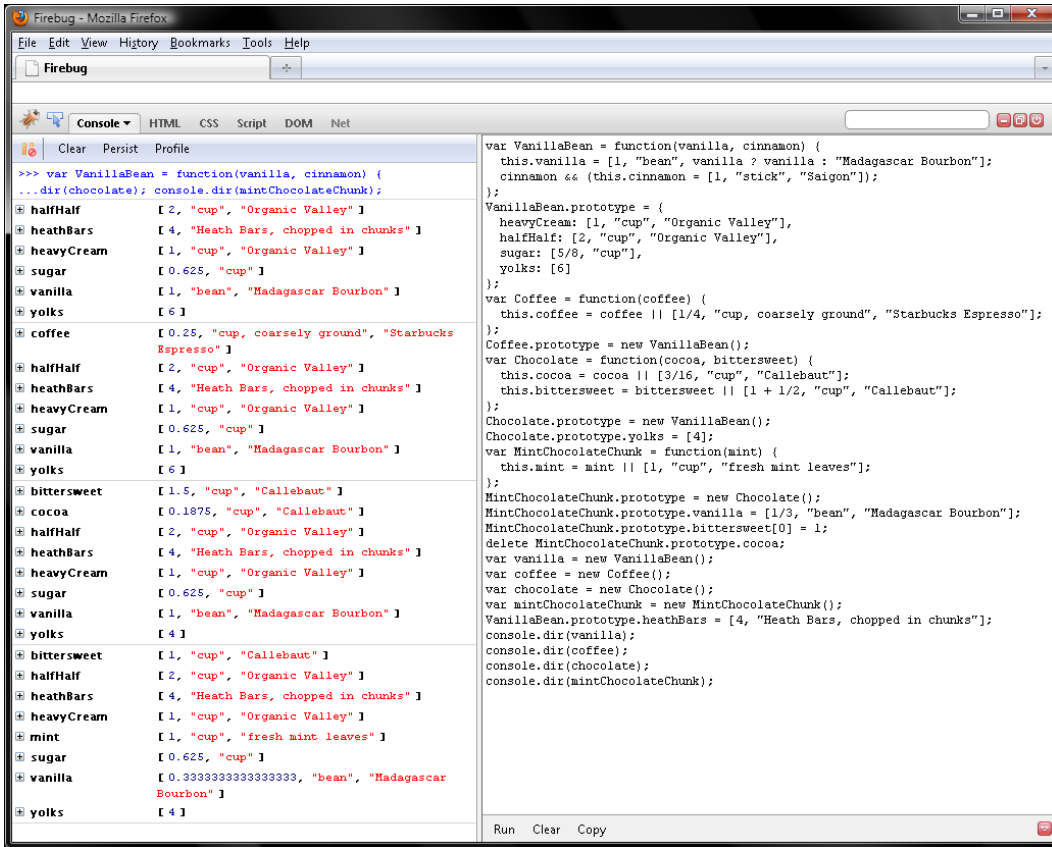 Firebug - Mozilla Firefox
File Edit View History Bookmarks Tools Help
Firebug
Console HTML CSS Script DOM Net
Clear Persist Profile
>>> var VanillaBean = function(vanilla, cinnamon) {
...dir(chocolate); console.dir(mintChocolateChunk);
halfHalf [ 2, "cup", "Organic Valley" ]
heathBars [ 4, "Heath Bars, chopped in chunks" ]
heavyCream [ 1, "cup", "Organic Valley" ]
sugar [ 0.625, "cup" ]
vanilla [ 1, "bean", "Madagascar Bourbon" ]
yolks [ 6 ]
coffee [ 0.25, "cup, coarsely ground", "Starbucks
Espresso" ]
halfHalf [ 2, "cup", "Organic Valley" ]
heathBars [ 4, "Heath Bars, chopped in chunks" ]
heavyCream [ 1, "cup", "Organic Valley" ]
sugar [ 0.625, "cup" ]
vanilla [ 1, "bean", "Madagascar Bourbon" ]
yolks [ 6 ]
bittersweet [ 1.5, "cup", "Callebaut" ]
cocoa [ 0.1875, "cup", "Callebaut" ]
halfHalf [ 2, "cup", "Organic Valley" ]
heathBars [ 4, "Heath Bars, chopped in chunks" ]
heavyCream [ 1, "cup", "Organic Valley" ]
sugar [ 0.625, "cup" ]
vanilla [ 1, "bean", "Madagascar Bourbon" ]
yolks [ 4 ]
bittersweet [ 1, "cup", "Callebaut" ]
halfHalf [ 2, "cup", "Organic Valley" ]
heathBars [ 4, "Heath Bars, chopped in chunks" ]
heavyCream [ 1, "cup", "Organic Valley" ]
mint [ 1, "cup", "fresh mint leaves" ]
sugar [ 0.625, "cup" ]
vanilla [ 0.3333333333333333, "bean", "Madagascar
Bourbon" ]
yolks [ 4 ]
var VanillaBean = function(vanilla, cinnamon) {
  this.vanilla = [1, "bean", vanilla ? vanilla : "Madagascar Bourbon"];
  cinnamon && (this.cinnamon = [1, "stick", "Saigon"]);
};
VanillaBean.prototype = {
  heavyCream: [1, "cup", "Organic Valley"],
  halfHalf: [2, "cup", "Organic Valley"],
  sugar: [5/8, "cup"],
  yolks: [6]
};
var Coffee = function(coffee) {
  this.coffee = coffee || [1/4, "cup, coarsely ground", "Starbucks Espresso"];
};
Coffee.prototype = new VanillaBean();
var Chocolate = function(cocoa, bittersweet) {
  this.cocoa = cocoa || [3/16, "cup", "Callebaut"];
  this.bittersweet = bittersweet || [1 + 1/2, "cup", "Callebaut"];
};
Chocolate.prototype = new VanillaBean();
Chocolate.prototype.yolks = [4];
var MintChocolateChunk = function(mint) {
  this.mint = mint || [1, "cup", "fresh mint leaves"];
};
MintChocolateChunk.prototype = new Chocolate();
MintChocolateChunk.prototype.vanilla = [1/3, "bean", "Madagascar Bourbon"];
MintChocolateChunk.prototype.bittersweet[0] = 1;
delete MintChocolateChunk.prototype.cocoa;
var vanilla = new VanillaBean();
var coffee = new Coffee();
var chocolate = new Chocolate();
var mintChocolateChunk = new MintChocolateChunk();
VanillaBean.prototype.heathBars = [4, "Heath Bars, chopped in chunks"];
console.dir(vanilla);
console.dir(coffee);
console.dir(chocolate);
console.dir(mintChocolateChunk);
Run Clear Copy